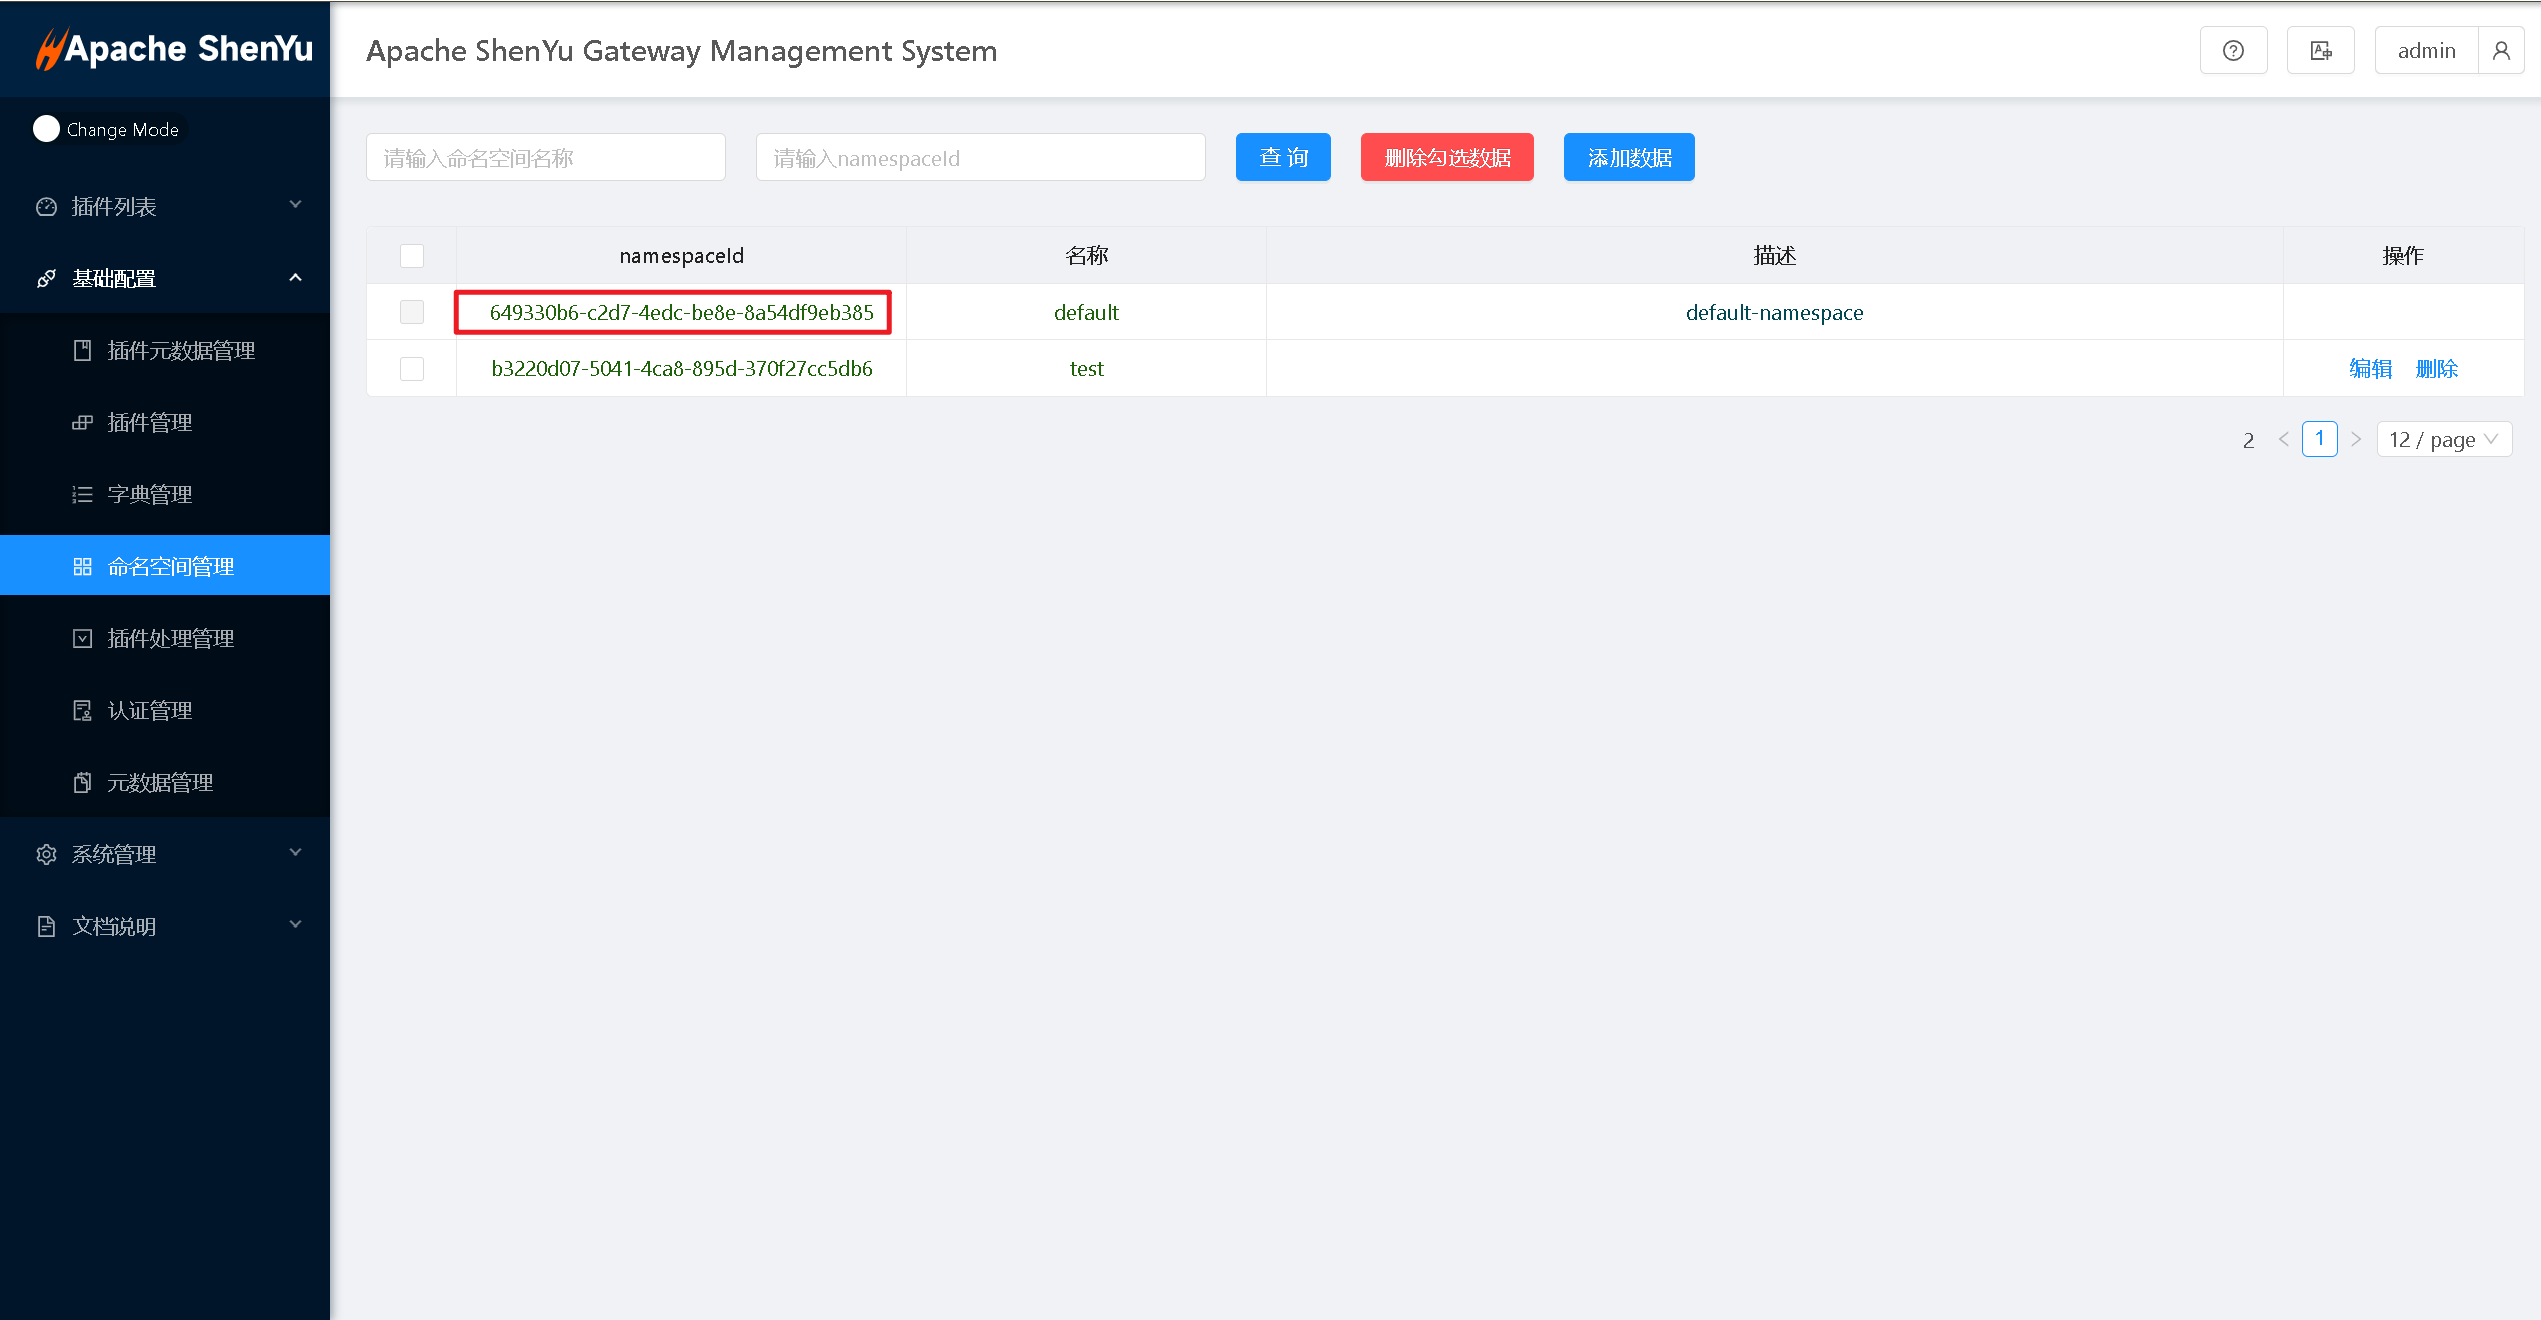 Apache ShenYu
Apache ShenYu Gateway Management System
admin
Change Mode
插件列表
基础配置
插件元数据管理
插件管理
字典管理
命名空间管理
插件处理管理
认证管理
元数据管理
系统管理
文档说明
请输入命名空间名称 请输入namespaceId 查 询 删除勾选数据 添加数据
namespaceId 名称 描述 操作
649330b6-c2d7-4edc-be8e-8a54df9eb385 default default-namespace
b3220d07-5041-4ca8-895d-370f27cc5db6 test 编辑 删除
2 < 1 > 12 / page